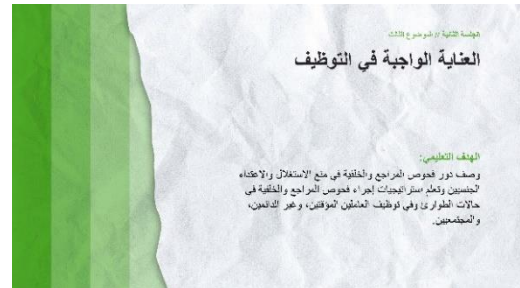 الجلسة الثانية // الموضوع الثالث
العناية الواجبة في التوظيف
الهدف التعليمي:
وصف دور فحوص المراجع والخلفية في منع الاستغلال والاعتداء
الجنسيين وتعلم استراتيجيات إجراء فحوص المراجع والخلفية في
حالات الطوارئ وفي توظيف العاملين المؤقتين، وغير الدائمين،
والمجتمعيين.